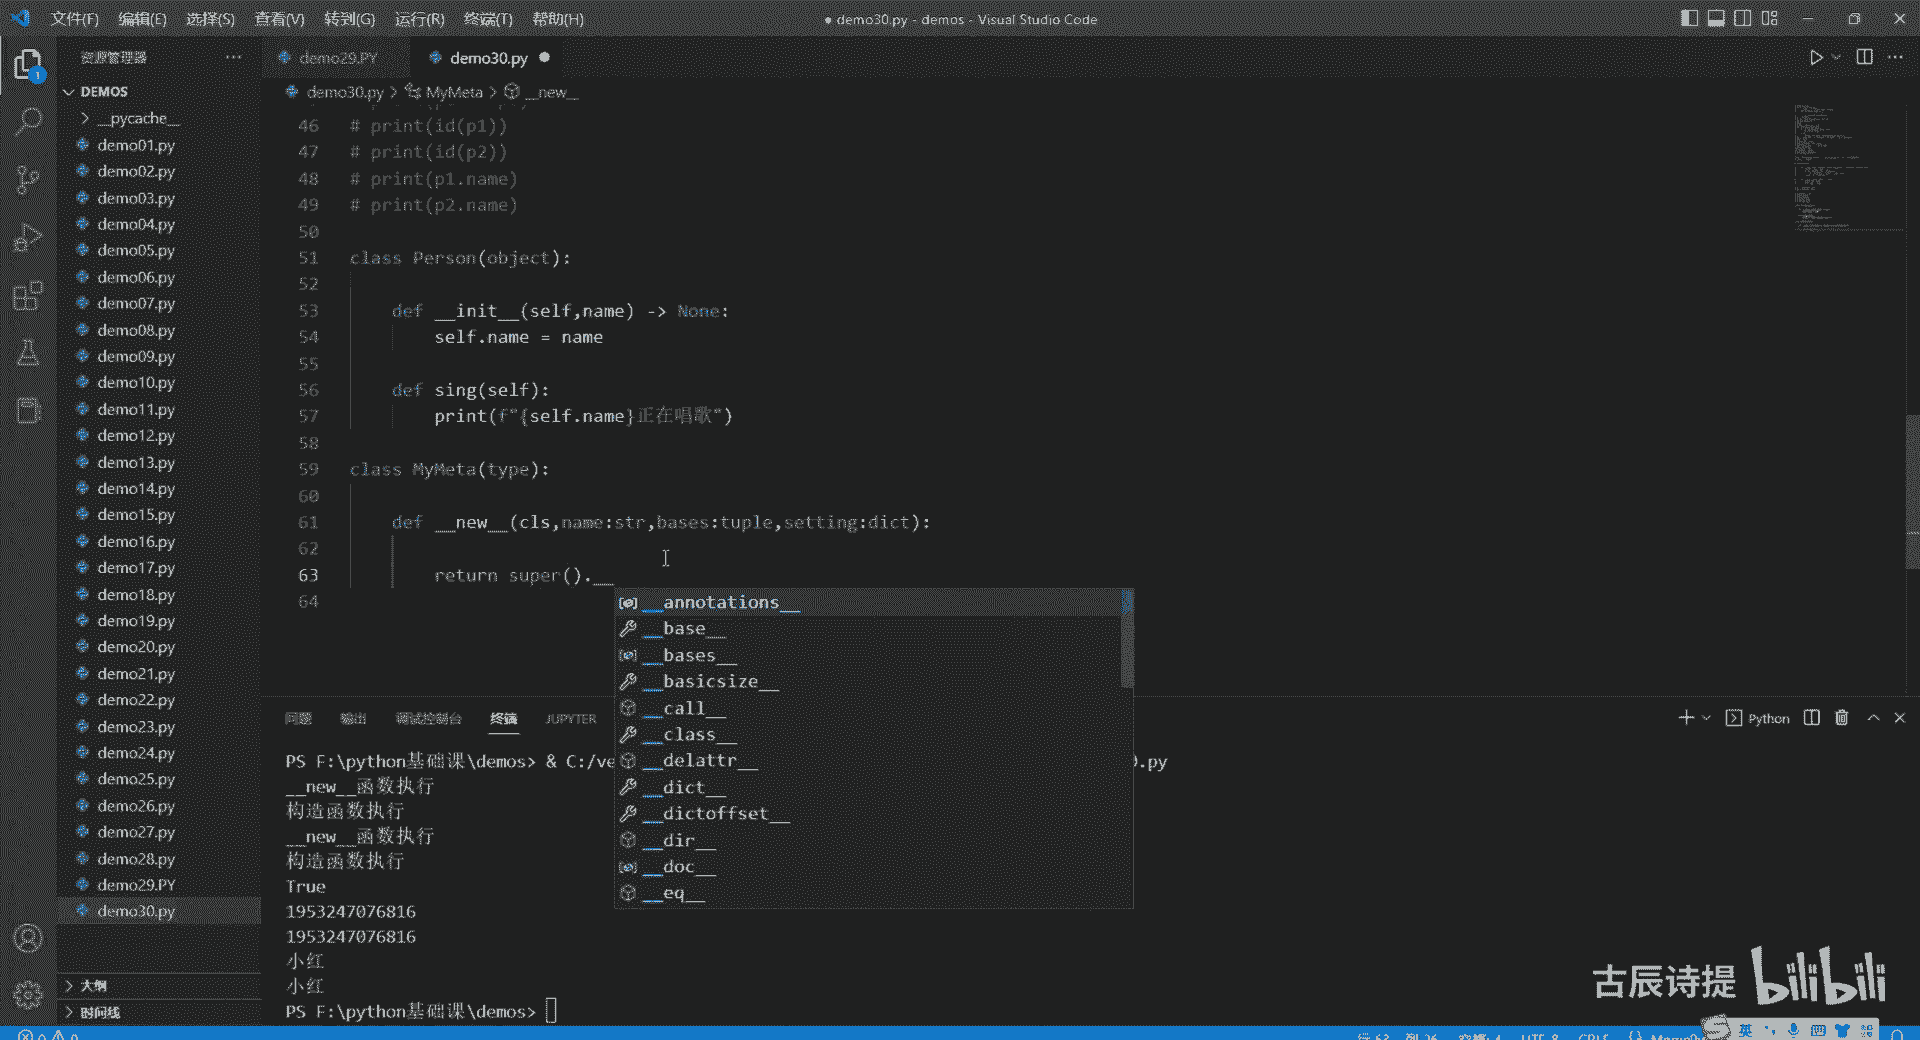 文件(F) 编辑(E) 选择(S) 查看(V) 转到(G) 运行(R) 终端(T) 帮助(H)
● demo30.py - demos - Visual Studio Code
资源管理器 ···
demo29.PY
demo30.py ●
1
DEMOS
demo30.py > MyMeta > __new__
__pycache__
demo01.py
demo02.py
demo03.py
demo04.py
demo05.py
demo06.py
demo07.py
demo08.py
demo09.py
demo10.py
demo11.py
demo12.py
demo13.py
demo14.py
demo15.py
demo16.py
demo17.py
demo18.py
demo19.py
demo20.py
demo21.py
demo22.py
demo23.py
demo24.py
demo25.py
demo26.py
demo27.py
demo28.py
demo29.PY
demo30.py
大纲
时间线
46 # print(id(p1))
47 # print(id(p2))
48 # print(p1.name)
49 # print(p2.name)
50
51 class Person(object):
52
53 def __init__(self,name) -> None:
54 self.name = name
55
56 def sing(self):
57 print(f"{self.name}正在唱歌")
58
59 class MyMeta(type):
60
61 def __new__(cls,name:str,bases:tuple,setting:dict):
62
63 return super().__
64
__annotations__
__base__
__bases__
__basicsize__
__call__
__class__
__delattr__
__dict__
__dictoffset__
__dir__
__doc__
__eq__
问题 输出 调试控制台 终端 JUPYTER
Python
PS F:\python基础课\demos> & C:/ve
.py
__new__函数执行
构造函数执行
__new__函数执行
构造函数执行
True
1953247076816
1953247076816
小红
小红
PS F:\python基础课\demos>
古辰诗提 bilibili
英